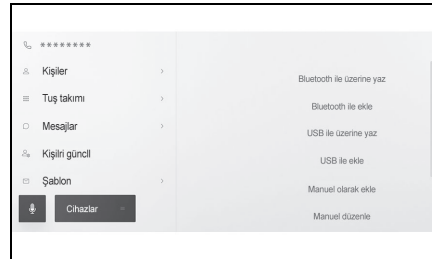 ********
Kişiler
Tuş takımı
Mesajlar
Kişilri güncll
Şablon
Cihazlar
Bluetooth ile üzerine yaz
Bluetooth ile ekle
USB ile üzerine yaz
USB ile ekle
Manuel olarak ekle
Manuel düzenle